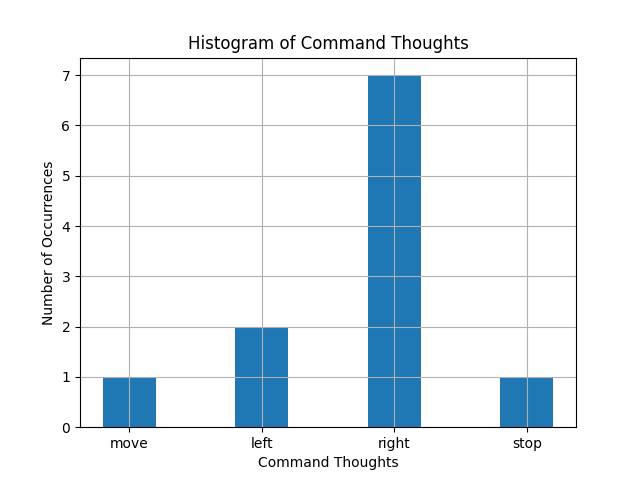 Histogram of Command Thoughts
7
6
5
4
3
2
1
0
Number of Occurrences
move left right stop
Command Thoughts